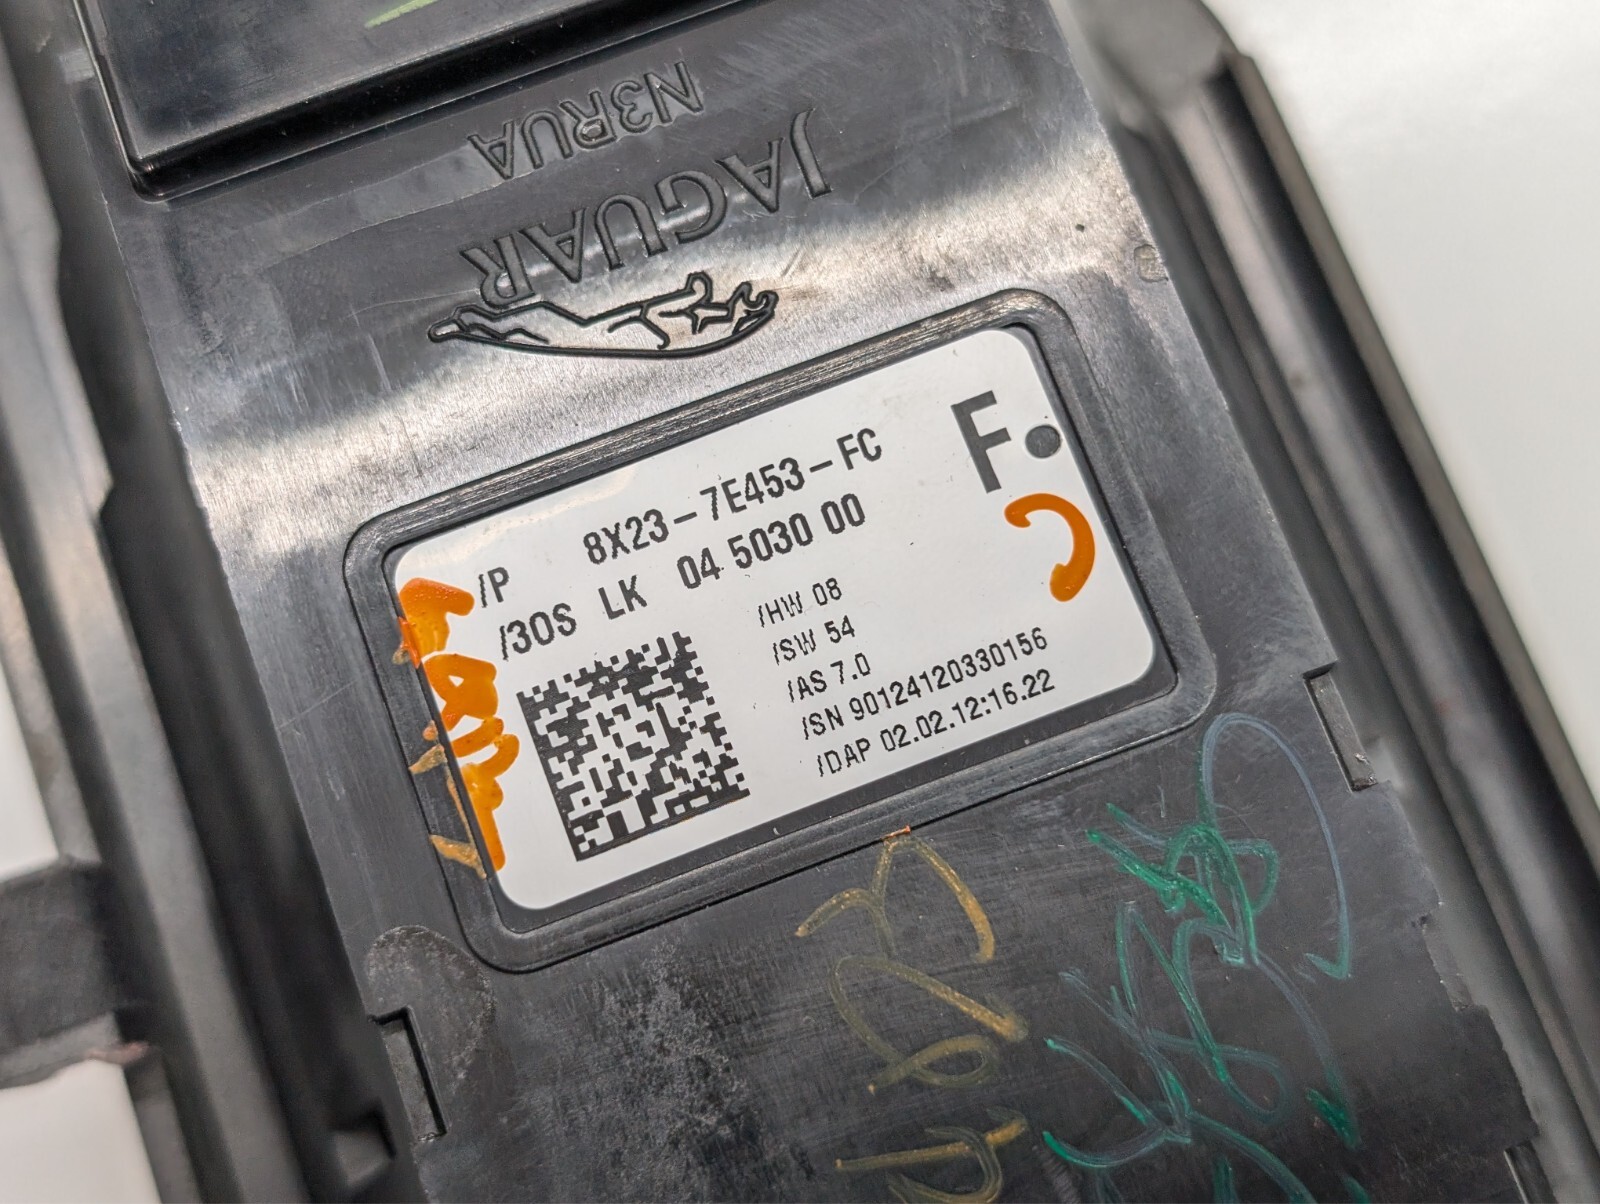 N3RUA
JAGUAR
F.
/P 8X23-7E453-FC
/3OS LK 04 5030 00
/HW 08
/SW 54
/AS 7.0
/SN 90124120330156
/DAP 02.02.12:16.22